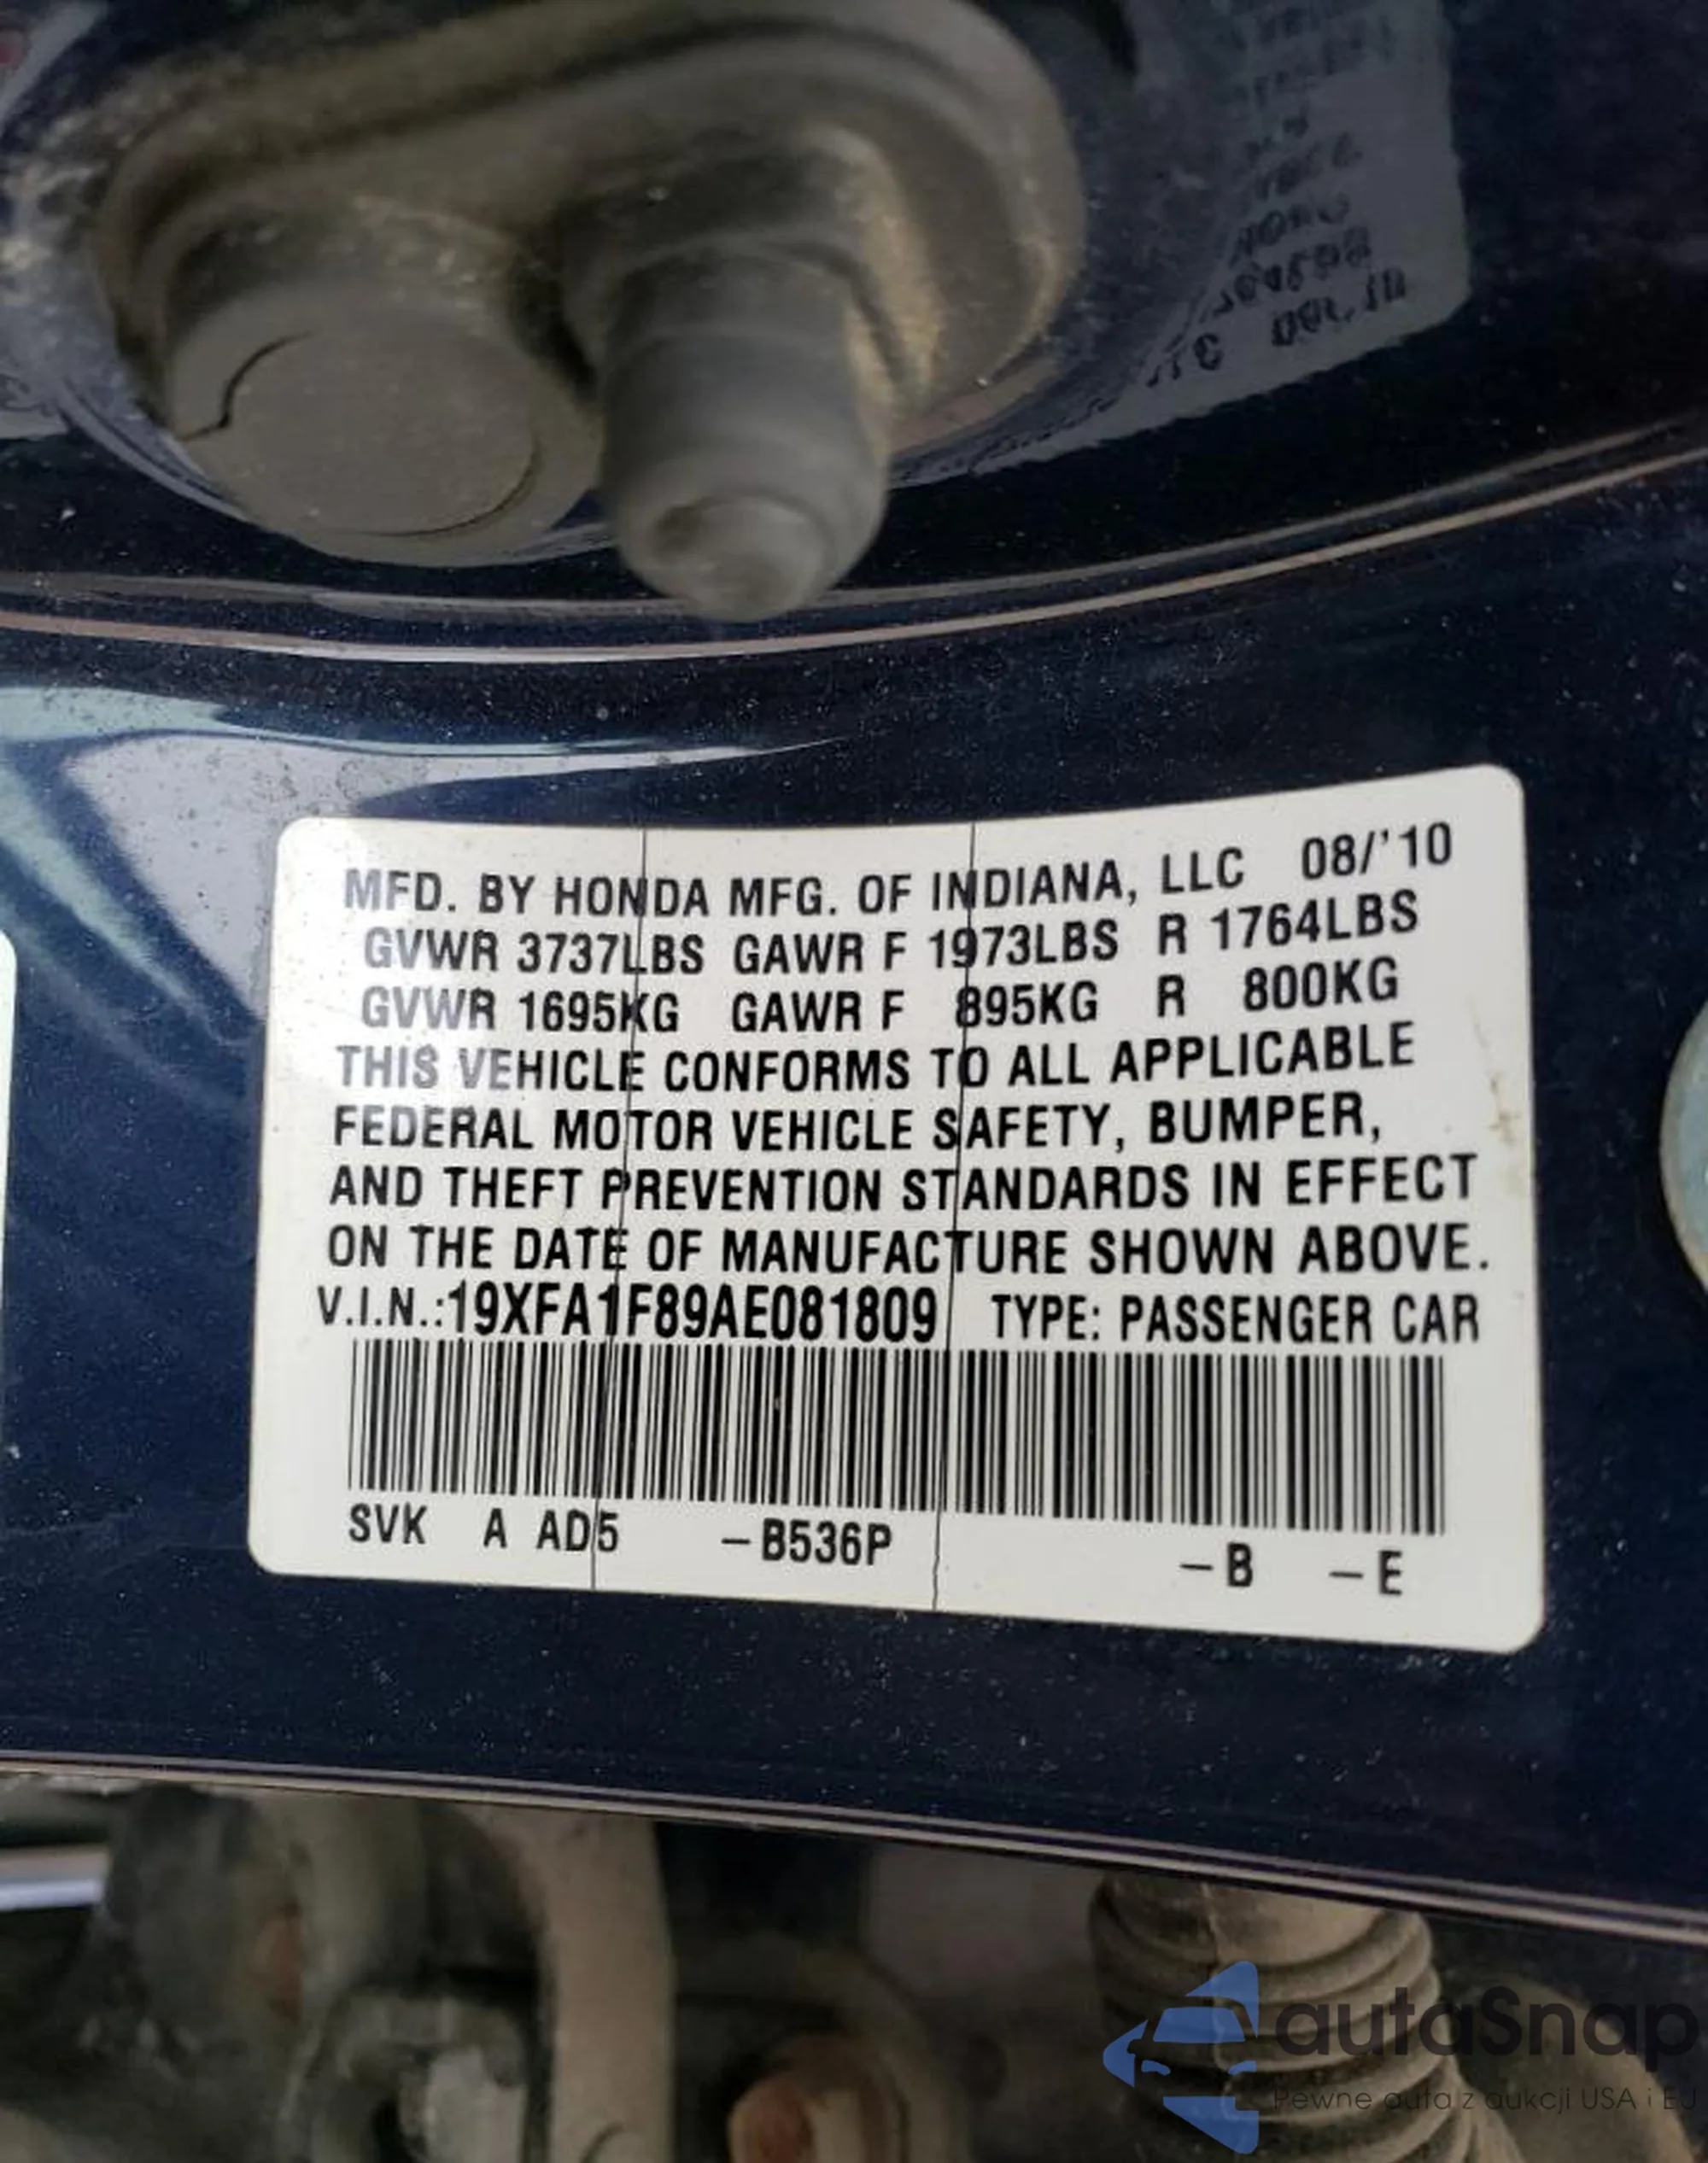 MFD. BY HONDA MFG. OF INDIANA, LLC 08/'10
GVWR 3737LBS GAWR F 1973LBS R 1764LBS
GVWR 1695KG GAWR F 895KG R 800KG
THIS VEHICLE CONFORMS TO ALL APPLICABLE
FEDERAL MOTOR VEHICLE SAFETY, BUMPER,
AND THEFT PREVENTION STANDARDS IN EFFECT
ON THE DATE OF MANUFACTURE SHOWN ABOVE.
V.I.N.:19XFA1F89AE081809 TYPE: PASSENGER CAR
SVK A AD5 -B536P -B -E
autaSnap
Pewne auta z aukcji USA i EU